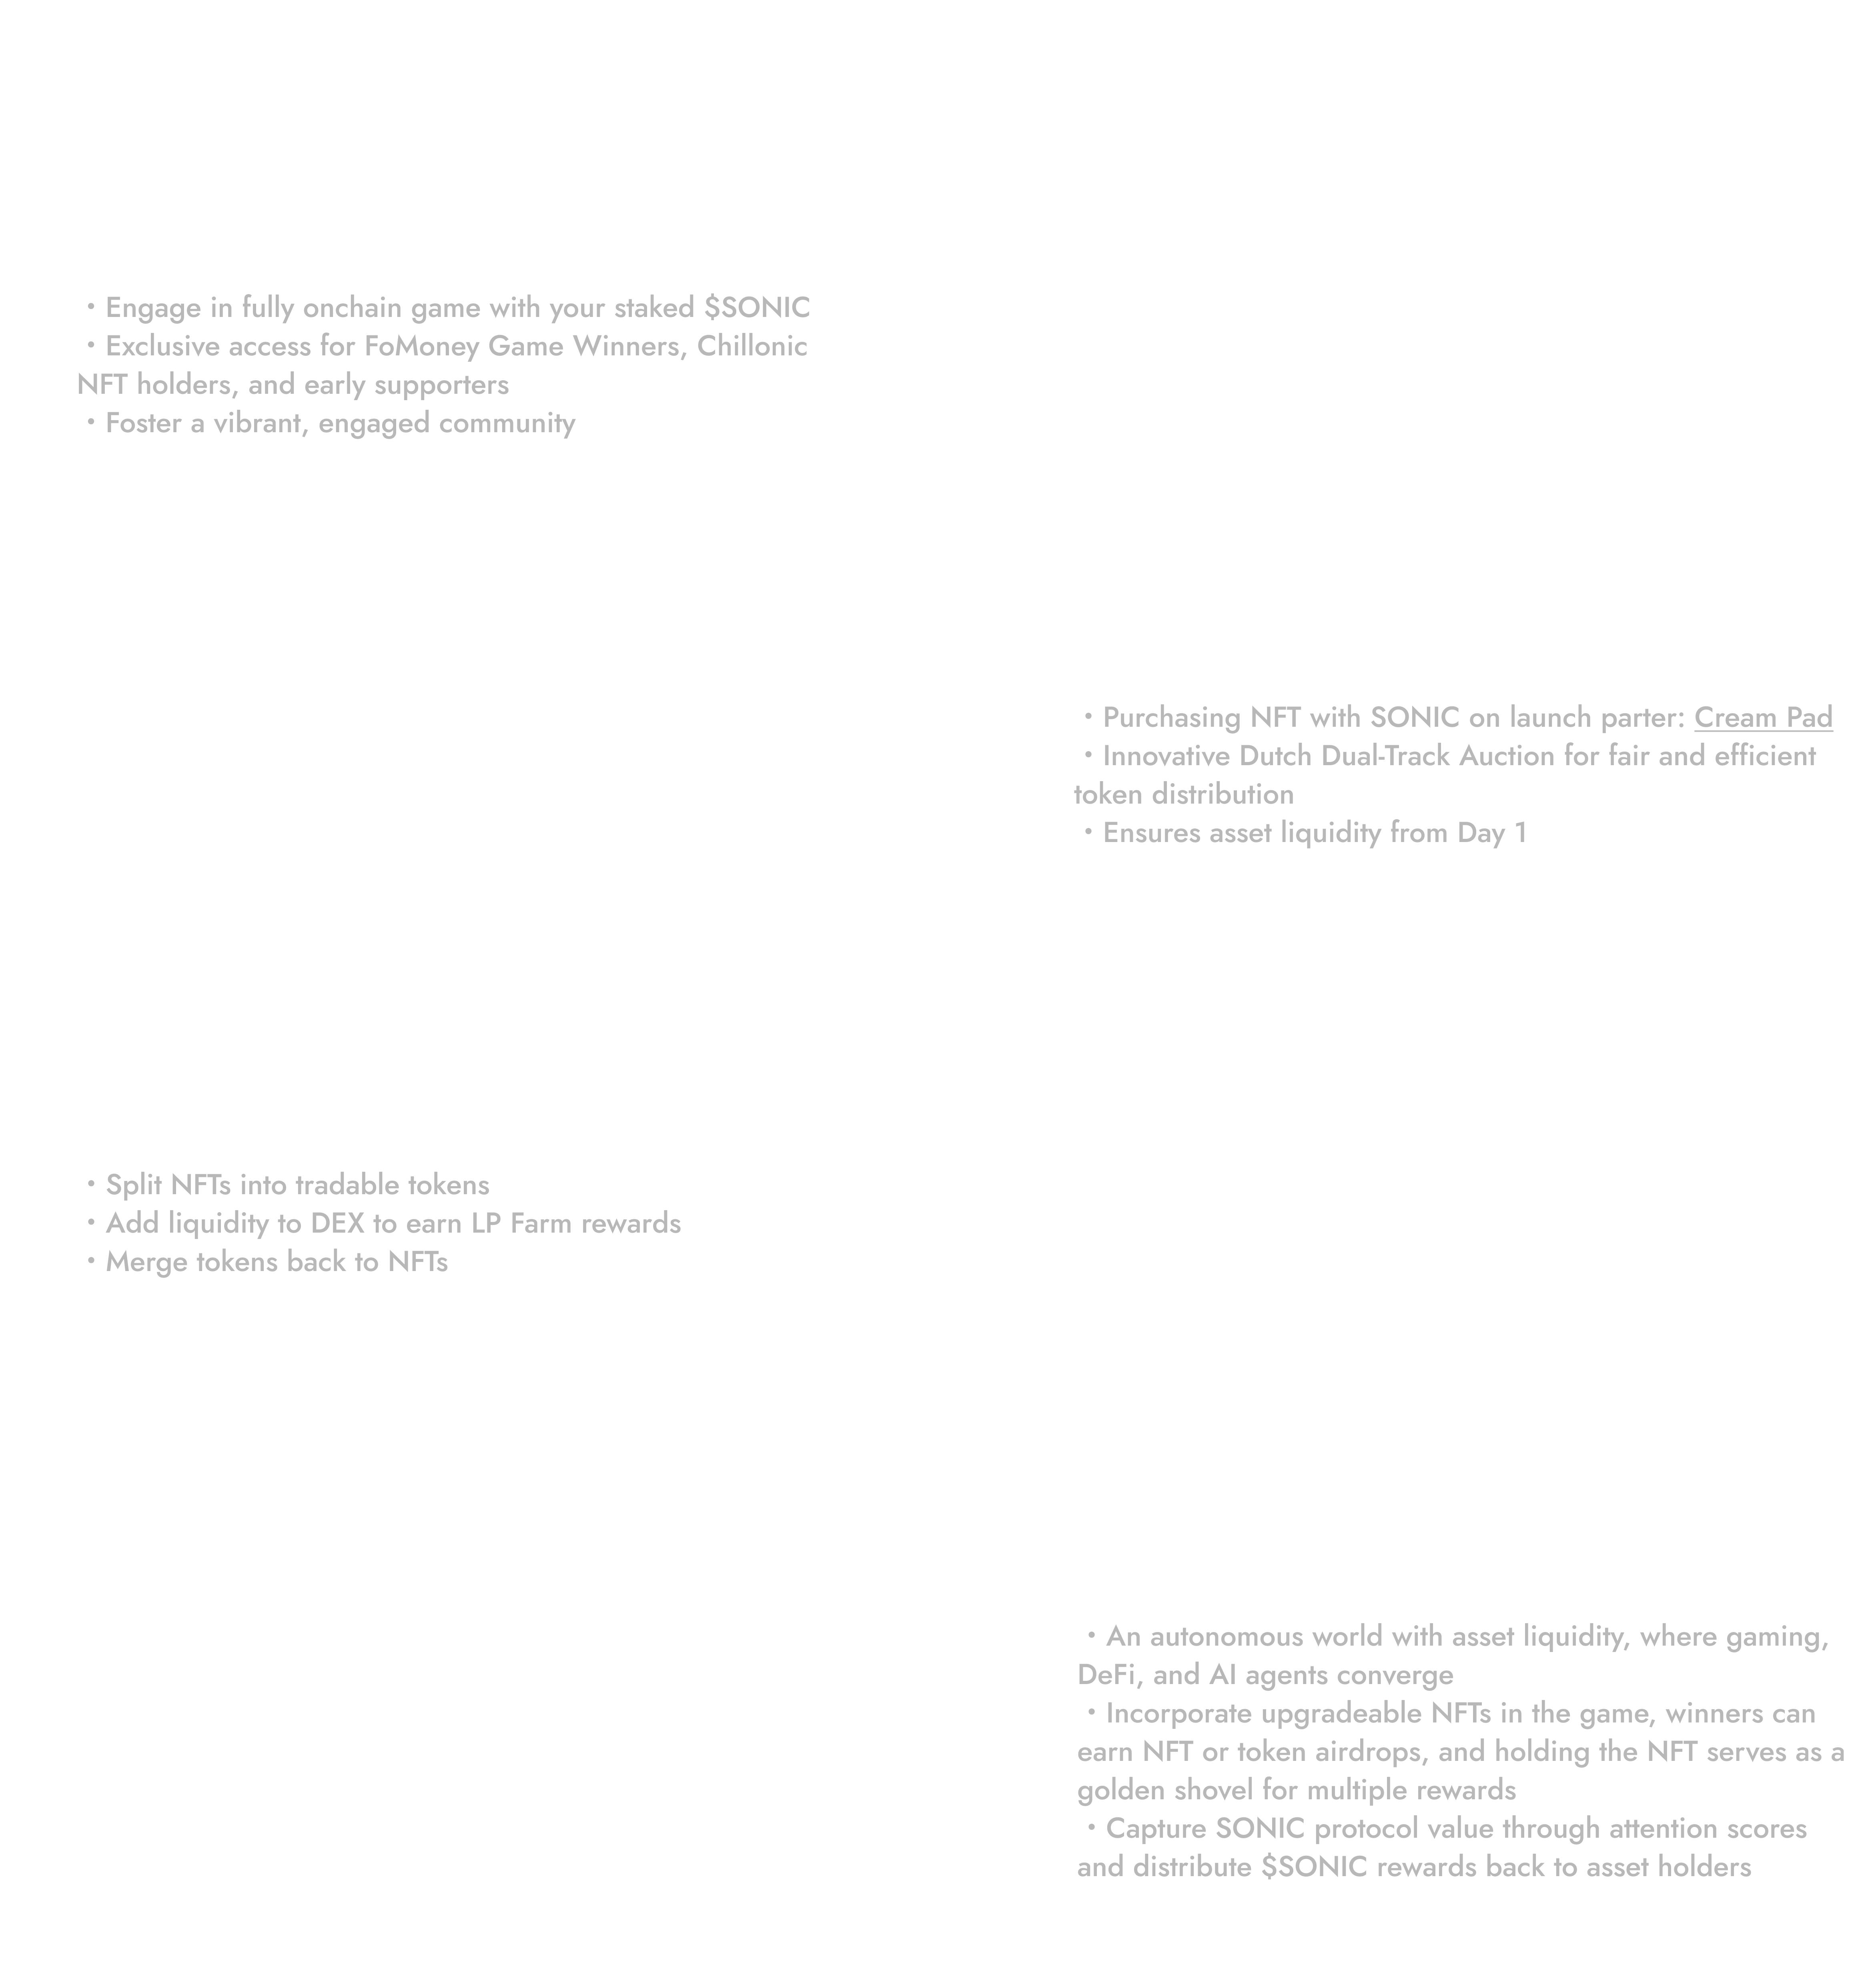 • Engage in fully onchain game with your staked $SONIC
• Exclusive access for FoMoney Game Winners, Chillonic
NFT holders, and early supporters
• Foster a vibrant, engaged community
• Purchasing NFT with SONIC on launch parter: Cream Pad
• Innovative Dutch Dual-Track Auction for fair and efficient
token distribution
• Ensures asset liquidity from Day 1
• Split NFTs into tradable tokens
• Add liquidity to DEX to earn LP Farm rewards
• Merge tokens back to NFTs
• An autonomous world with asset liquidity, where gaming,
DeFi, and AI agents converge
• Incorporate upgradeable NFTs in the game, winners can
earn NFT or token airdrops, and holding the NFT serves as a
golden shovel for multiple rewards
• Capture SONIC protocol value through attention scores
and distribute $SONIC rewards back to asset holders